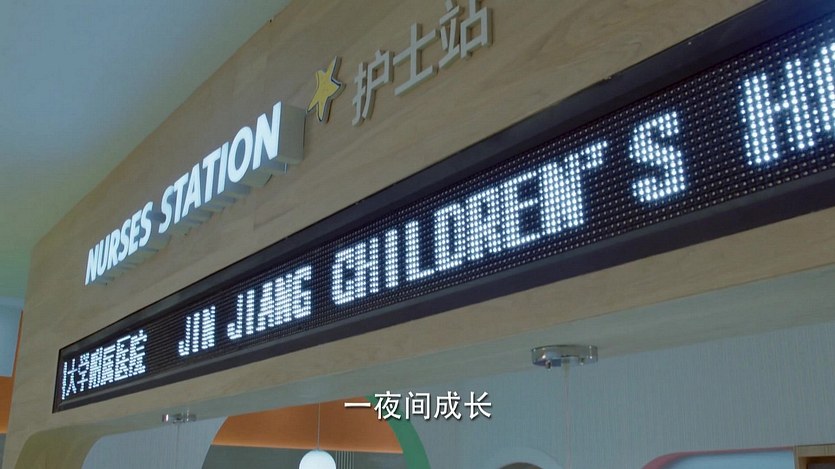 NURSES STATION 护士站
大学附属医院 JIN JIANG CHILDREN'S H
一夜间成长